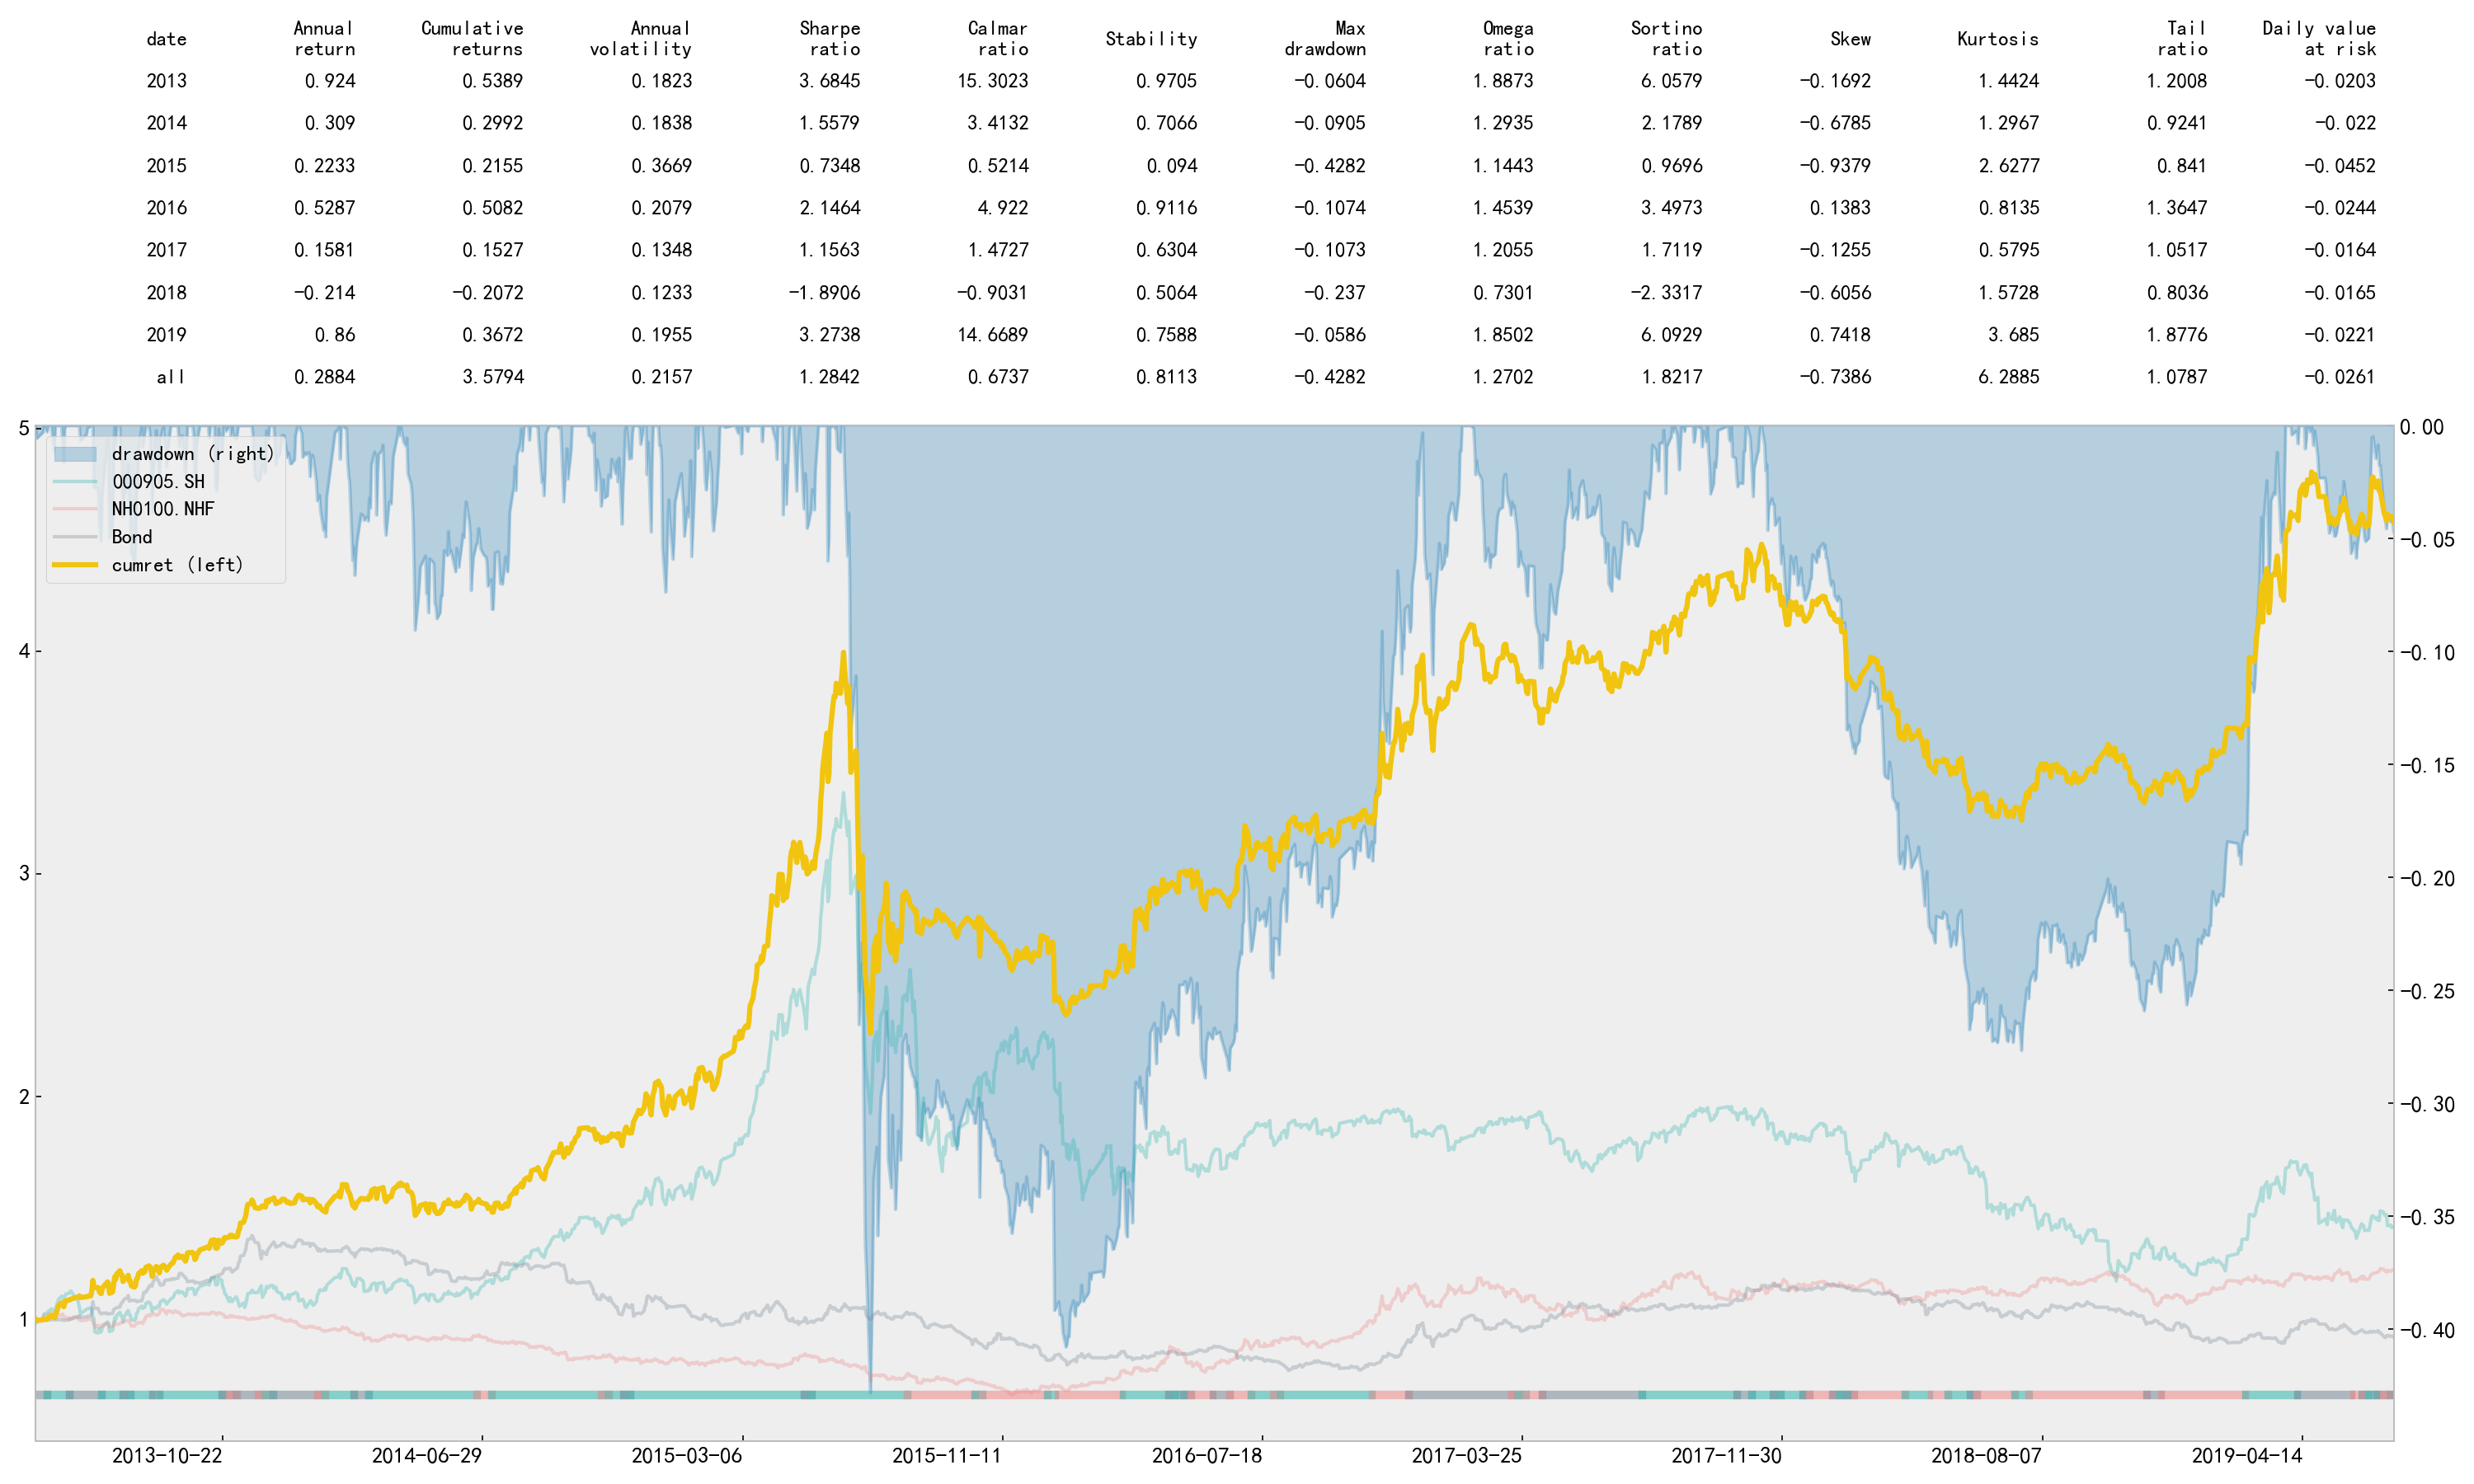 date Annual return Cumulative returns Annual volatility Sharpe ratio Calmar ratio Stability Max drawdown Omega ratio Sortino ratio Skew Kurtosis Tail ratio Daily value at risk
2013 0.924 0.5389 0.1823 3.6845 15.3023 0.9705 -0.0604 1.8873 6.0579 -0.1692 1.4424 1.2008 -0.0203
2014 0.309 0.2992 0.1838 1.5579 3.4132 0.7066 -0.0905 1.2935 2.1789 -0.6785 1.2967 0.9241 -0.022
2015 0.2233 0.2155 0.3669 0.7348 0.5214 0.094 -0.4282 1.1443 0.9696 -0.9379 2.6277 0.841 -0.0452
2016 0.5287 0.5082 0.2079 2.1464 4.922 0.9116 -0.1074 1.4539 3.4973 0.1383 0.8135 1.3647 -0.0244
2017 0.1581 0.1527 0.1348 1.1563 1.4727 0.6304 -0.1073 1.2055 1.7119 -0.1255 0.5795 1.0517 -0.0164
2018 -0.214 -0.2072 0.1233 -1.8906 -0.9031 0.5064 -0.237 0.7301 -2.3317 -0.6056 1.5728 0.8036 -0.0165
2019 0.86 0.3672 0.1955 3.2738 14.6689 0.7588 -0.0586 1.8502 6.0929 0.7418 3.685 1.8776 -0.0221
all 0.2884 3.5794 0.2157 1.2842 0.6737 0.8113 -0.4282 1.2702 1.8217 -0.7386 6.2885 1.0787 -0.0261
5
4
3
2
1
drawdown (right)
000905.SH
NH0100.NHF
Bond
cumret (left)
0.00
-0.05
-0.10
-0.15
-0.20
-0.25
-0.30
-0.35
-0.40
2013-10-22 2014-06-29 2015-03-06 2015-11-11 2016-07-18 2017-03-25 2017-11-30 2018-08-07 2019-04-14